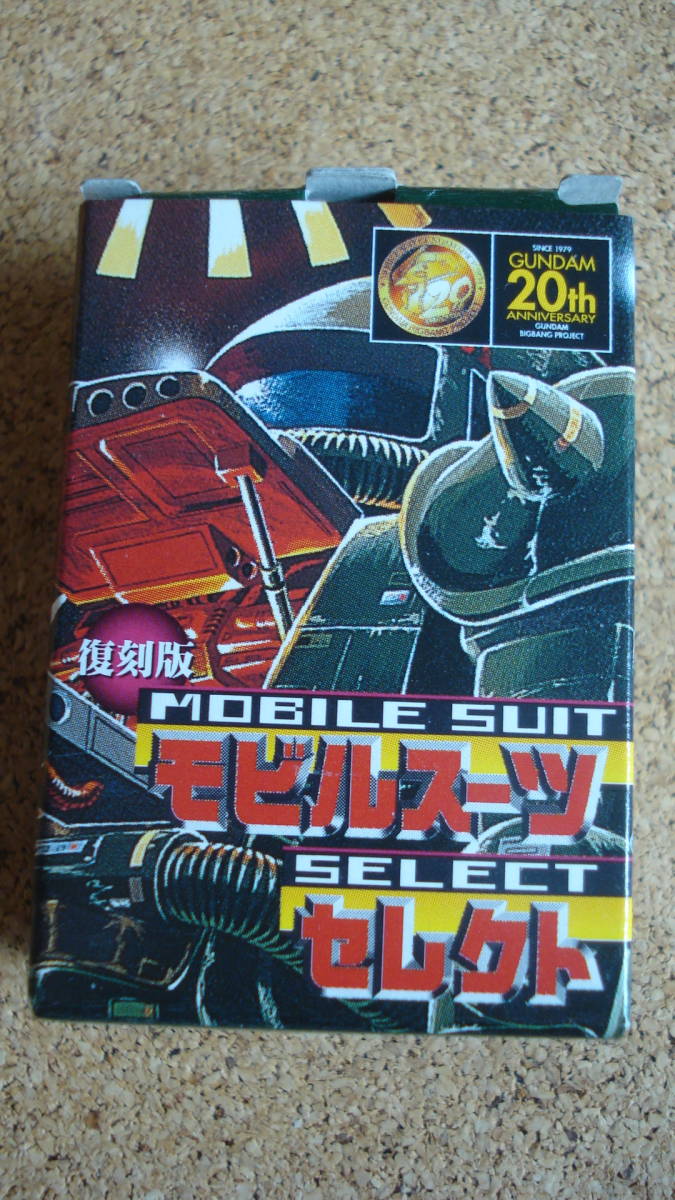 SINCE 1979
GUNDAM
20th
ANNIVERSARY
GUNDAM
BIGBANG PROJECT
復刻版
MOBILE SUIT
モビルスーツ
SELECT
セレクト